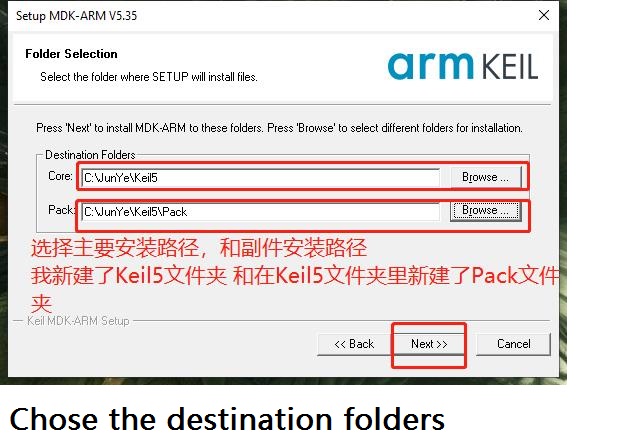 Setup MDK-ARM V5.35
Folder Selection
Select the folder where SETUP will install files.
arm KEIL
Press 'Next' to install MDK-ARM to these folders. Press 'Browse' to select different folders for installation.
Destination Folders
Core: C:\JunYe\Keil5 Browse ...
Pack: C:\JunYe\Keil5\Pack Browse ...
选择主要安装路径，和副件安装路径
我新建了Keil5文件夹 和在Keil5文件夹里新建了Pack文件
夹
Keil MDK-ARM Setup
<< Back Next >> Cancel
Chose the destination folders